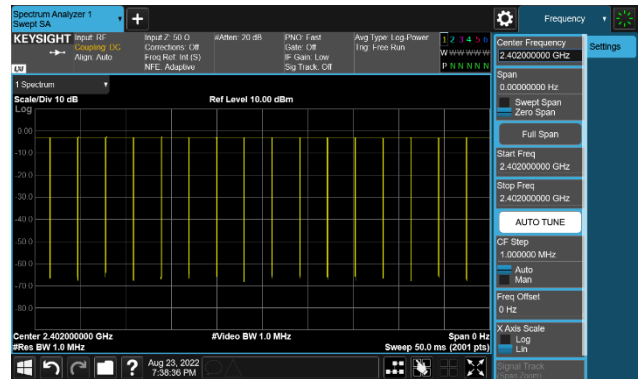 Spectrum Analyzer 1
Swept SA
Frequency
KEYSIGHT
Input: RF
Coupling: DC
Align: Auto
Input Z: 50 Ω
Corrections: Off
Freq Ref: Int (S)
NFE: Adaptive
#Atten: 20 dB
PNO: Fast
Gate: Off
IF Gain: Low
Sig Track: Off
Avg Type: Log-Power
Trig: Free Run
1 2 3 4 5 6
W W W W W W
P N N N N N
LXI
1 Spectrum
Scale/Div 10 dB
Ref Level 10.00 dBm
Log
0.00
-10.0
-20.0
-30.0
-40.0
-50.0
-60.0
-70.0
-80.0
Center 2.402000000 GHz
#Video BW 1.0 MHz
Span 0 Hz
#Res BW 1.0 MHz
Sweep 50.0 ms (2001 pts)
Center Frequency
2.402000000 GHz
Settings
Span
0.00000000 Hz
Swept Span
Zero Span
Full Span
Start Freq
2.402000000 GHz
Stop Freq
2.402000000 GHz
AUTO TUNE
CF Step
1.000000 MHz
Auto
Man
Freq Offset
0 Hz
X Axis Scale
Log
Lin
Signal Track
(Span Zoom)
?
Aug 23, 2022
7:38:36 PM